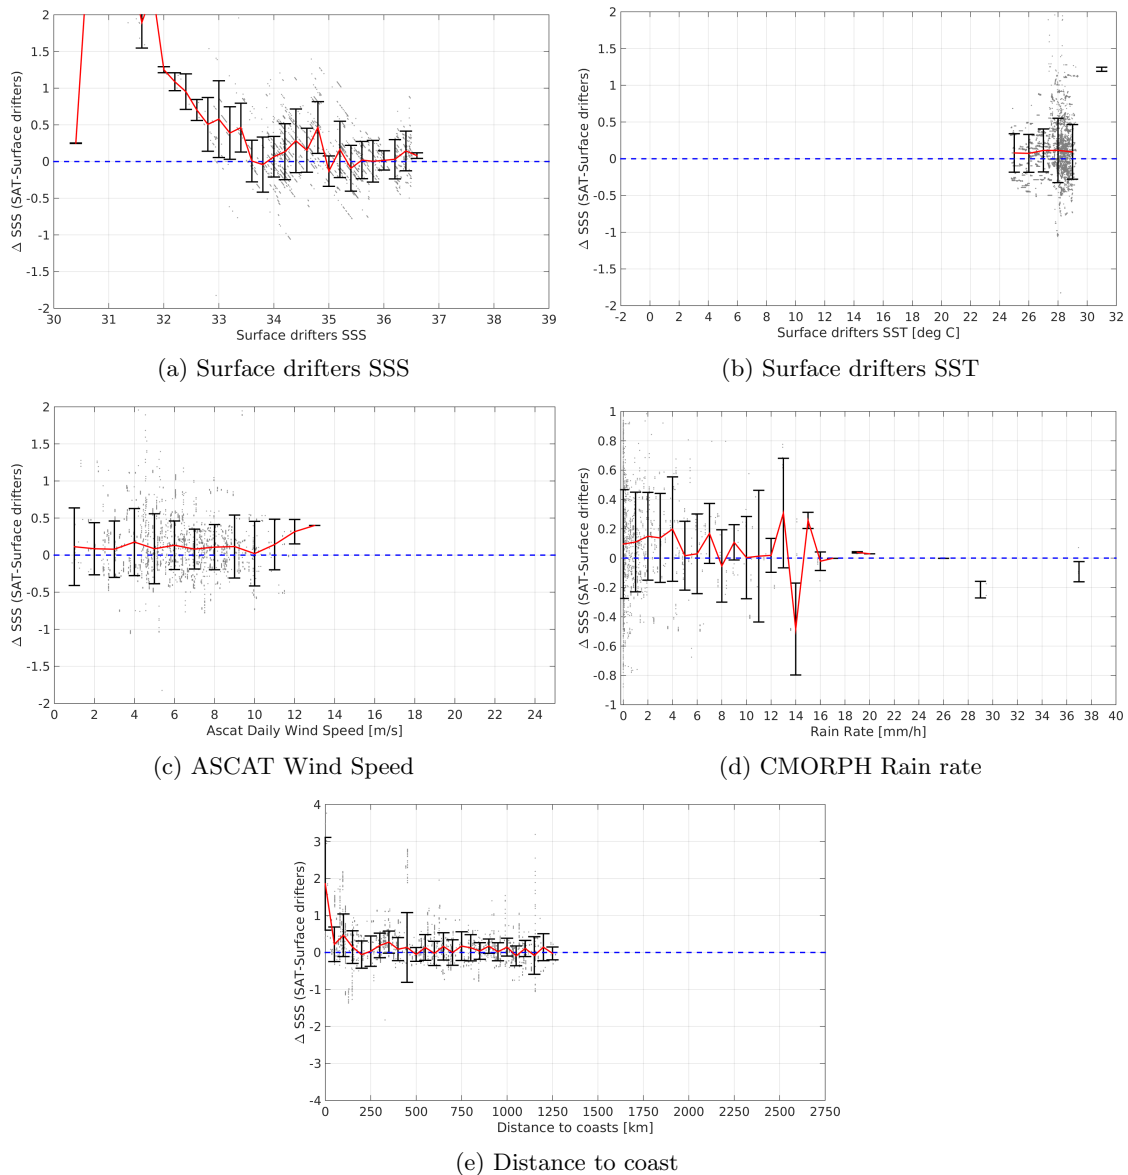 2
1.5
1
0.5
0
-0.5
-1
-1.5
-2
Δ SSS (SAT-Surface drifters)
30 31 32 33 34 35 36 37 38 39
Surface drifters SSS
(a) Surface drifters SSS
2
1.5
1
0.5
0
-0.5
-1
-1.5
-2
Δ SSS (SAT-Surface drifters)
-2 0 2 4 6 8 10 12 14 16 18 20 22 24 26 28 30 32
Surface drifters SST [deg C]
(b) Surface drifters SST
2
1.5
1
0.5
0
-0.5
-1
-1.5
-2
Δ SSS (SAT-Surface drifters)
0 2 4 6 8 10 12 14 16 18 20 22 24
Ascat Daily Wind Speed [m/s]
(c) ASCAT Wind Speed
1
0.8
0.6
0.4
0.2
0
-0.2
-0.4
-0.6
-0.8
-1
Δ SSS (SAT-Surface drifters)
0 2 4 6 8 10 12 14 16 18 20 22 24 26 28 30 32 34 36 38 40
Rain Rate [mm/h]
(d) CMORPH Rain rate
4
3
2
1
0
-1
-2
-3
-4
Δ SSS (SAT-Surface drifters)
0 250 500 750 1000 1250 1500 1750 2000 2250 2500 2750
Distance to coasts [km]
(e) Distance to coast